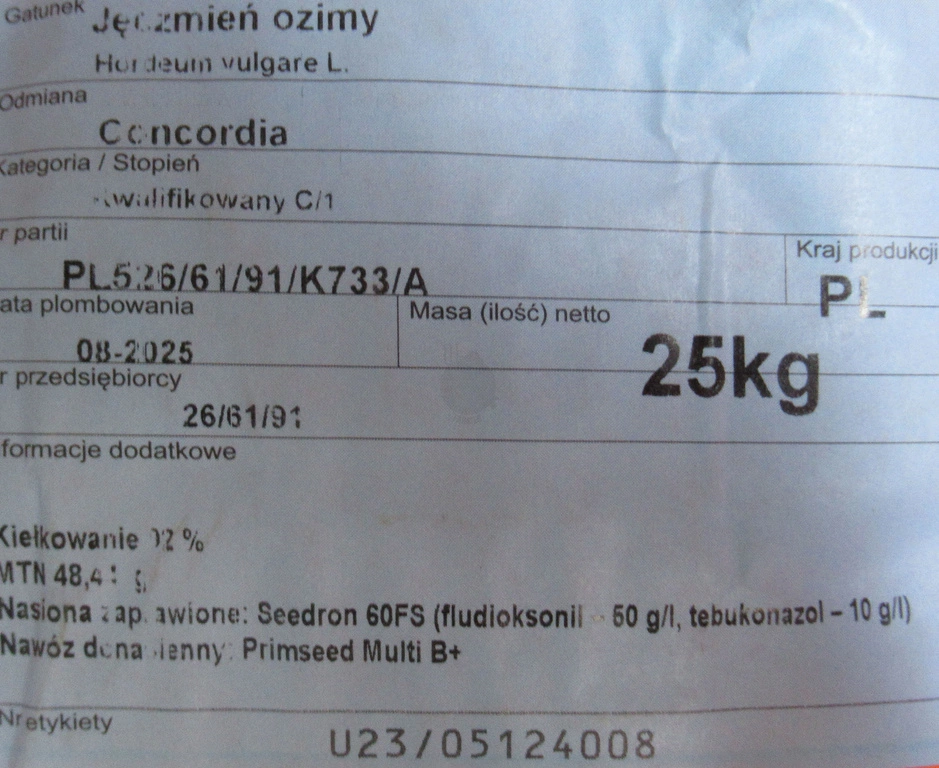 Gatunek Jęczmień ozimy
Hordeum vulgare L.
Odmiana
Concordia
Kategoria / Stopień
Kwalifikowany C/1
r partii
Kraj produkcji
PL526/61/91/K733/A
PL
ata plombowania
Masa (ilość) netto
08-2025
25kg
r przedsiębiorcy
26/61/91
formacje dodatkowe
Kiełkowanie %
MTN
Nasiona zaprawione: Seedron 60FS (fludioksonil - 50 g/l, tebukonazol – 10 g/l)
Nawóz donasienny: Primseed Multi B+
Nr etykiety
U23/05124008